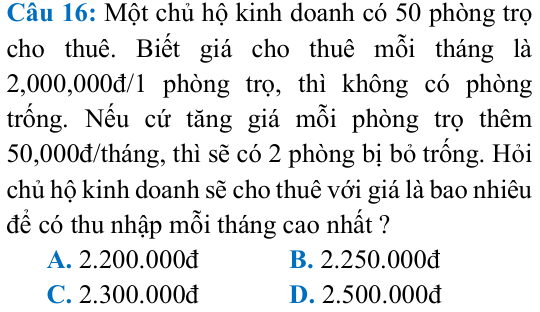 Câu 16: Một chủ hộ kinh doanh có 50 phòng trọ
cho thuê. Biết giá cho thuê mỗi tháng là
2,000,000đ/1 phòng trọ, thì không có phòng
trống. Nếu cứ tăng giá mỗi phòng trọ thêm
50,000đ/tháng, thì sẽ có 2 phòng bị bỏ trống. Hỏi
chủ hộ kinh doanh sẽ cho thuê với giá là bao nhiêu
để có thu nhập mỗi tháng cao nhất ?
A. 2.200.000đ B. 2.250.000đ
C. 2.300.000đ D. 2.500.000đ